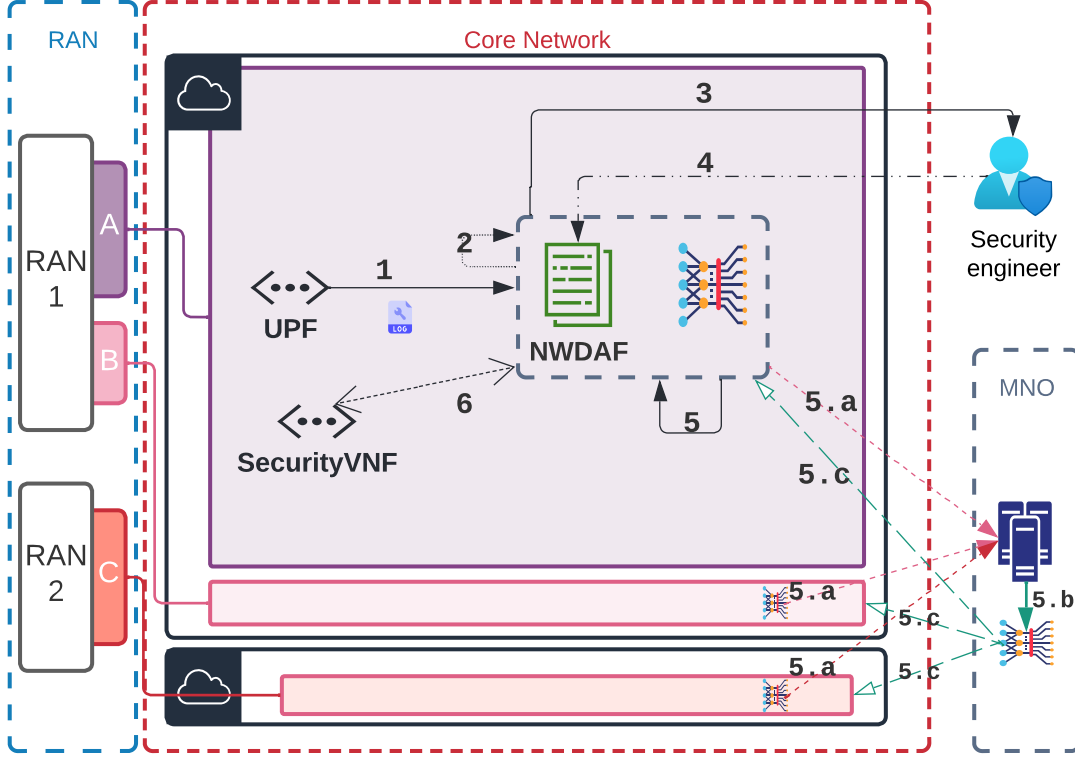 RAN
Core Network
3
4
A
RAN
1
2
1
UPF
LOG
NWDAF
Security
engineer
B
6
5
5.a
MNO
SecurityVNF
5.c
RAN
2
C
5.a
5.b
5.c
5.a
5.c